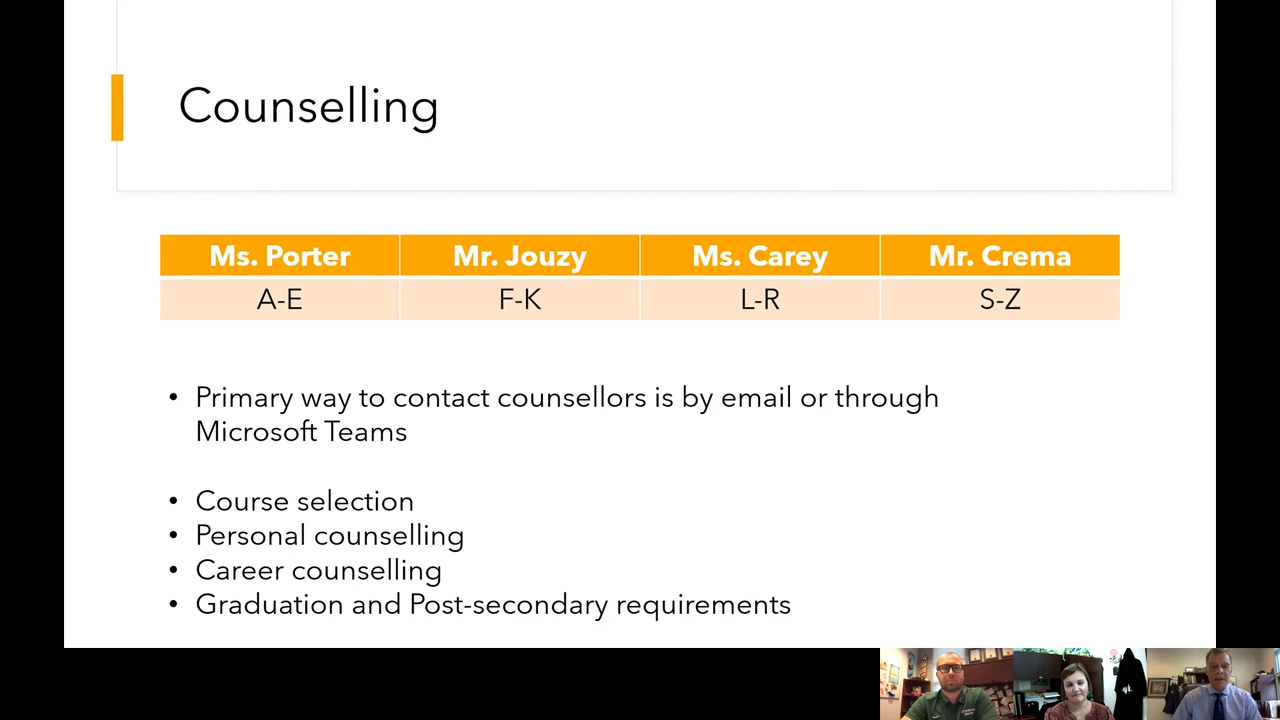 Counselling
Ms. Porter Mr. Jouzy Ms. Carey Mr. Crema
A-E F-K L-R S-Z
• Primary way to contact counsellors is by email or through
Microsoft Teams
• Course selection
• Personal counselling
• Career counselling
• Graduation and Post-secondary requirements